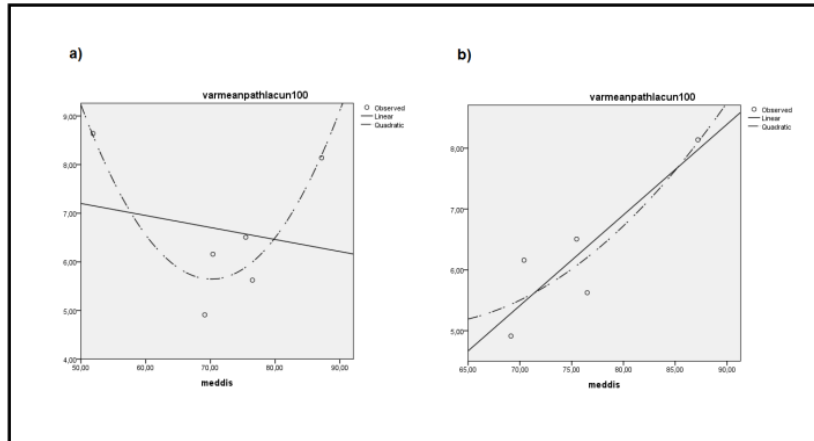 a)
varmeanpathlacun100
9,00
8,00
7,00
6,00
5,00
4,00
50,00 60,00 70,00 80,00 90,00
meddis
Observed
Linear
Quadratic
b)
varmeanpathlacun100
8,00
7,00
6,00
5,00
65,00 70,00 75,00 80,00 85,00 90,00
meddis
Observed
Linear
Quadratic